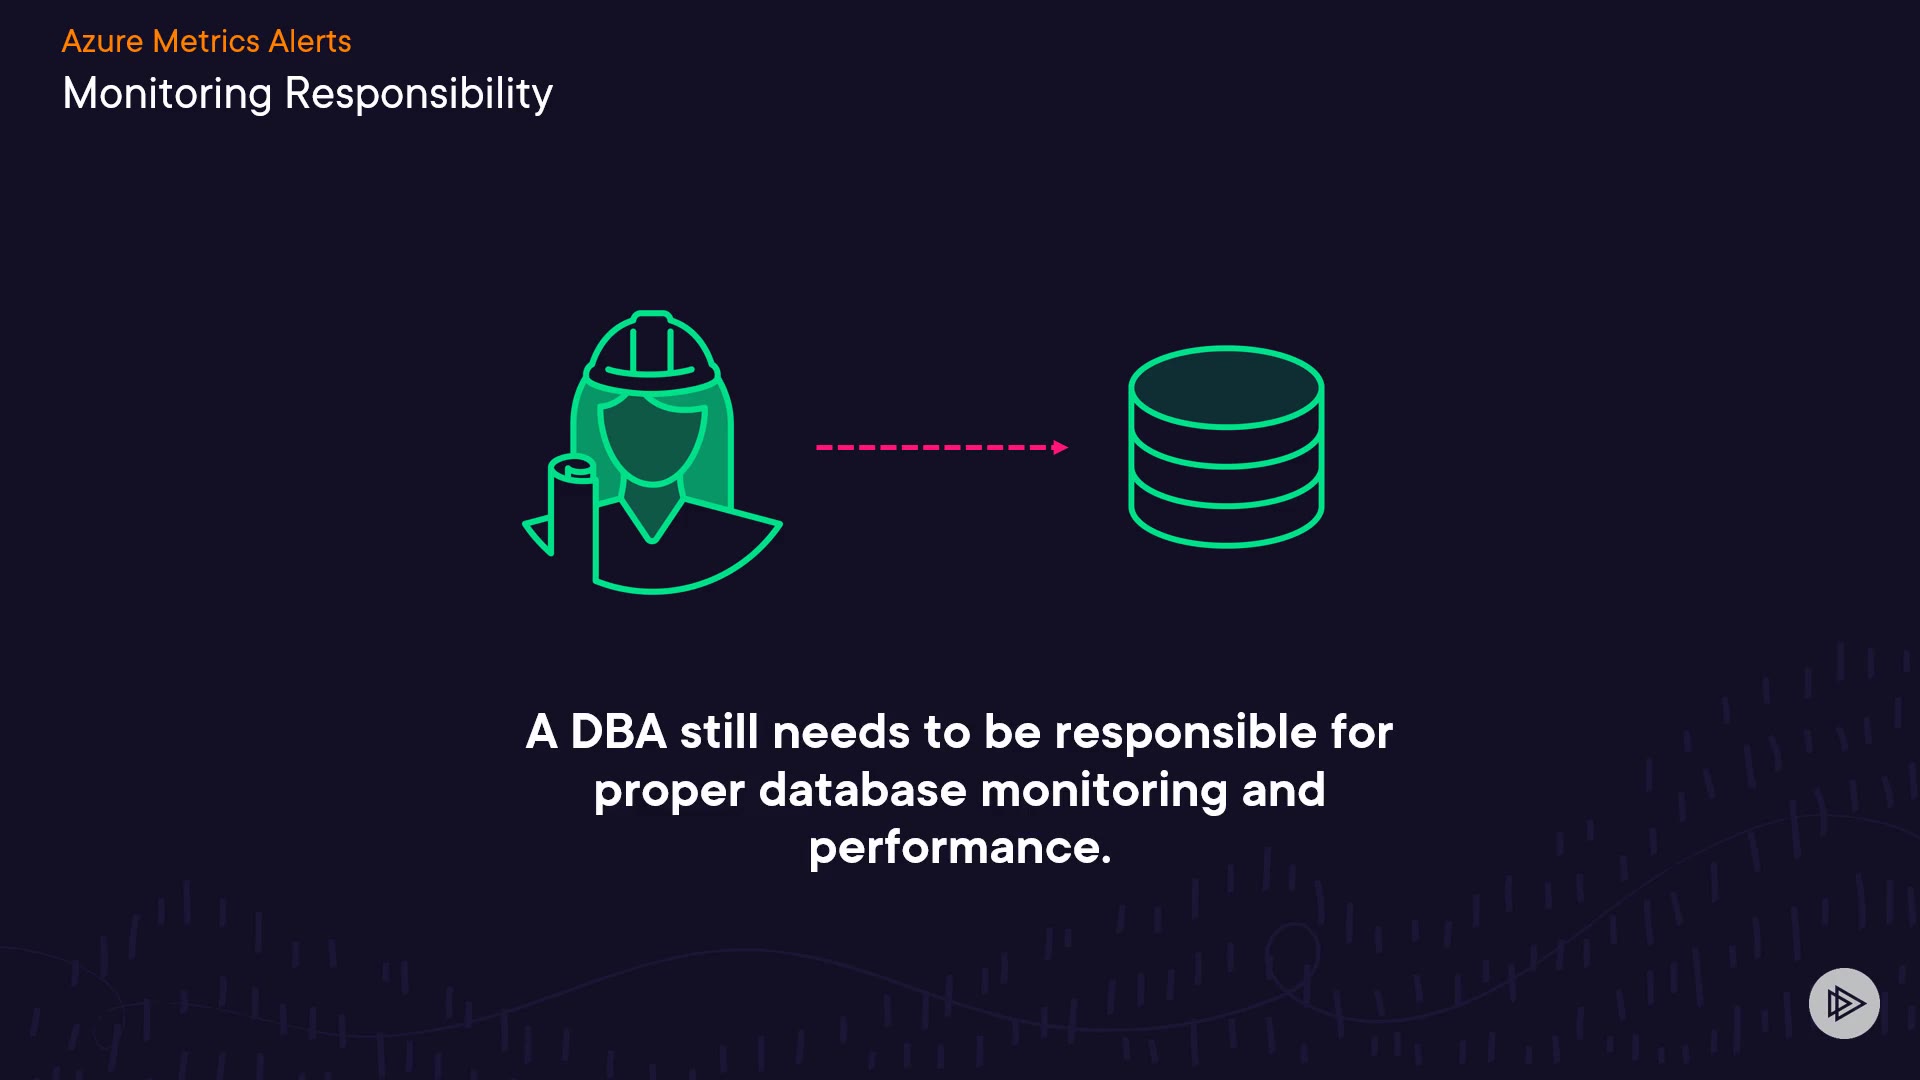 Azure Metrics Alerts
Monitoring Responsibility
A DBA still needs to be responsible for
proper database monitoring and
performance.